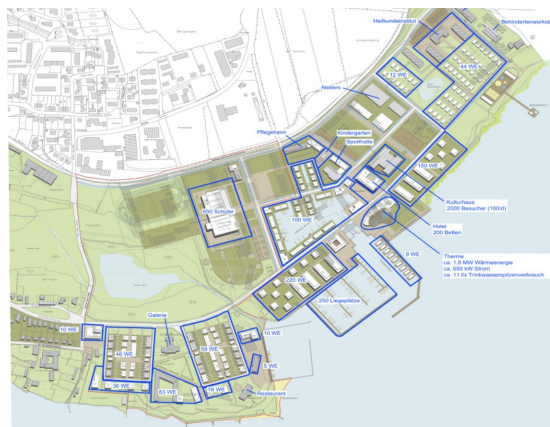 Heilkundeinstitut
Behindertenwerkst
44 WE
12 WE
Ateliers
Kindergarten
Pflegeheim
Sporthalle
150 WE
650 Schüler
Kulturhaus
2000 Besucher (100/d)
100 WE
Hotel
200 Betten
9 WE
Therme
ca. 1,8 MW Wärmeenergie
ca. 650 kW Strom
ca. 11 l/s Trinkwasserspitzenverbrauch
220 WE
250 Liegeplätze
10 WE
Galerie
10 WE
46 WE
59 WE
5 WE
36 WE
63 WE
18 WE
Restaurant